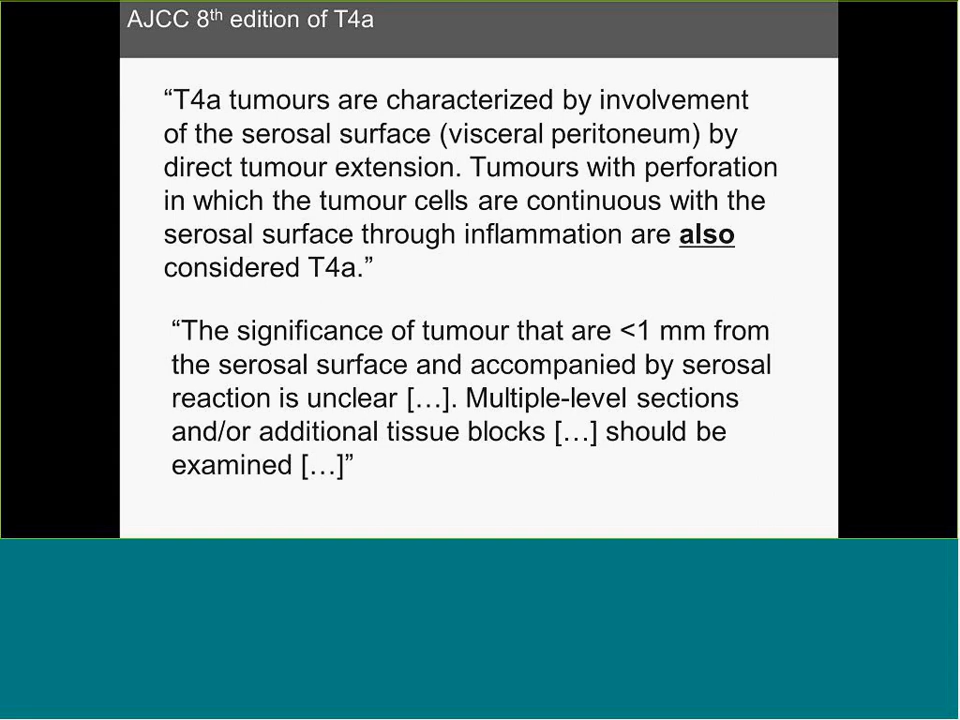 AJCC 8th edition of T4a
“T4a tumours are characterized by involvement
of the serosal surface (visceral peritoneum) by
direct tumour extension. Tumours with perforation
in which the tumour cells are continuous with the
serosal surface through inflammation are also
considered T4a.”
“The significance of tumour that are <1 mm from
the serosal surface and accompanied by serosal
reaction is unclear […]. Multiple-level sections
and/or additional tissue blocks […] should be
examined […]”